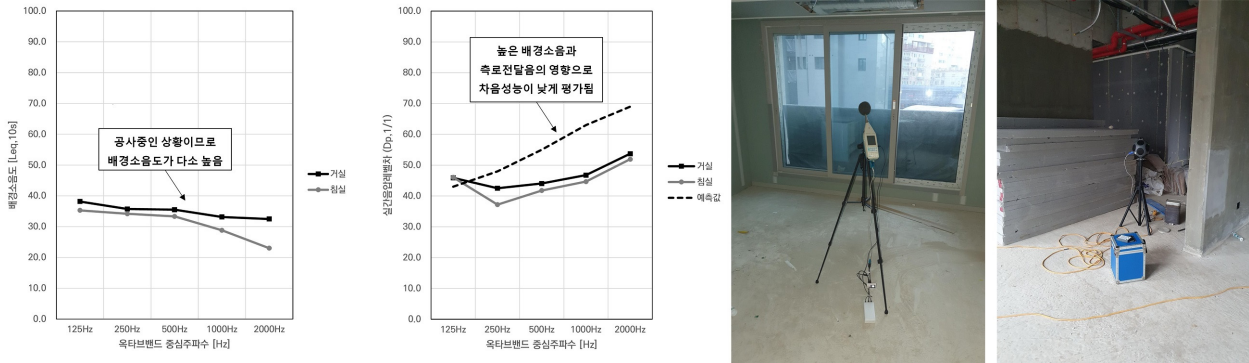 100.0
90.0
80.0
70.0
60.0
50.0
40.0
30.0
20.0
10.0
0.0
배경소음도 [Leq,10s]
공사중인 상황이므로
배경소음도가 다소 높음
거실
침실
125Hz 250Hz 500Hz 1000Hz 2000Hz
옥타브밴드 중심주파수 [Hz]
100.0
90.0
80.0
70.0
60.0
50.0
40.0
30.0
20.0
10.0
0.0
실간음압레벨차 (Dp,1/1)
높은 배경소음과
측로전달음의 영향으로
차음성능이 낮게 평가됨
거실
침실
예측값
125Hz 250Hz 500Hz 1000Hz 2000Hz
옥타브밴드 중심주파수 [Hz]